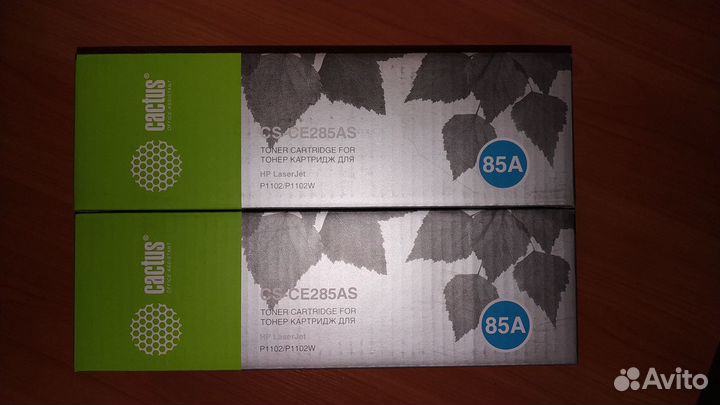 cactus®
OFFICE ASSISTANT
CS-CE285AS
TONER CARTRIDGE FOR
ТОНЕР КАРТРИДЖ ДЛЯ
HP LaserJet
P1102/P1102W
85A
cactus®
OFFICE ASSISTANT
CS-CE285AS
TONER CARTRIDGE FOR
ТОНЕР КАРТРИДЖ ДЛЯ
HP LaserJet
P1102/P1102W
85A
Avito